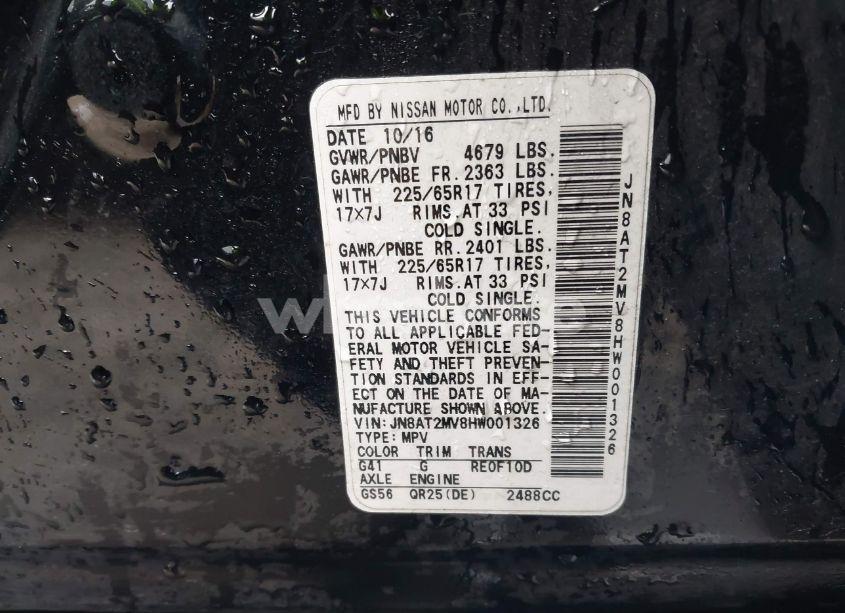 MFD BY NISSAN MOTOR CO.,LTD.
DATE 10/16
GVWR/PNBV 4679 LBS.
GAWR/PNBE FR. 2363 LBS.
WITH 225/65R17 TIRES,
17×7J RIMS.AT 33 PSI
COLD SINGLE.
GAWR/PNBE RR. 2401 LBS.
WITH 225/65R17 TIRES,
17×7J RIMS.AT 33 PSI
COLD SINGLE.
THIS VEHICLE CONFORMS
TO ALL APPLICABLE FED-
ERAL MOTOR VEHICLE SA-
FETY AND THEFT PREVEN-
TION STANDARDS IN EFF-
ECT ON THE DATE OF MA-
NUFACTURE SHOWN ABOVE.
VIN:JN8AT2MV8HW001326
TYPE:MPV
COLOR TRIM TRANS
G41 G RE0F10D
AXLE ENGINE
GS56 QR25(DE) 2488CC
JN8AT2MV8HW001326